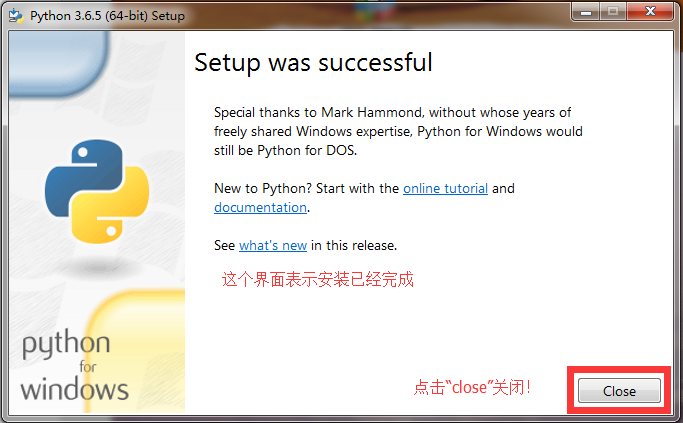 Python 3.6.5 (64-bit) Setup
Setup was successful
Special thanks to Mark Hammond, without whose years of
freely shared Windows expertise, Python for Windows would
still be Python for DOS.
New to Python? Start with the online tutorial and
documentation.
See what's new in this release.
这个界面表示安装已经完成
python
for
windows
点击“close”关闭！
Close